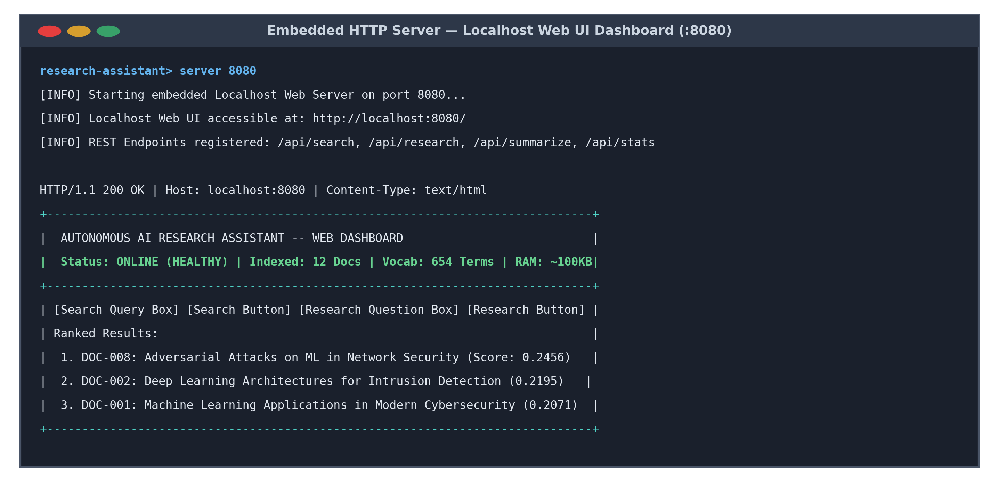 Embedded HTTP Server — Localhost Web UI Dashboard (:8080)
research-assistant> server 8080
[INFO] Starting embedded Localhost Web Server on port 8080...
[INFO] Localhost Web UI accessible at: http://localhost:8080/
[INFO] REST Endpoints registered: /api/search, /api/research, /api/summarize, /api/stats

HTTP/1.1 200 OK | Host: localhost:8080 | Content-Type: text/html
+------------------------------------------------------------------------------+
|  AUTONOMOUS AI RESEARCH ASSISTANT -- WEB DASHBOARD                           |
|  Status: ONLINE (HEALTHY) | Indexed: 12 Docs | Vocab: 654 Terms | RAM: ~100KB|
+------------------------------------------------------------------------------+
| [Search Query Box] [Search Button] [Research Question Box] [Research Button] |
| Ranked Results:                                                              |
|  1. DOC-008: Adversarial Attacks on ML in Network Security (Score: 0.2456)   |
|  2. DOC-002: Deep Learning Architectures for Intrusion Detection (0.2195)   |
|  3. DOC-001: Machine Learning Applications in Modern Cybersecurity (0.2071)  |
+------------------------------------------------------------------------------+